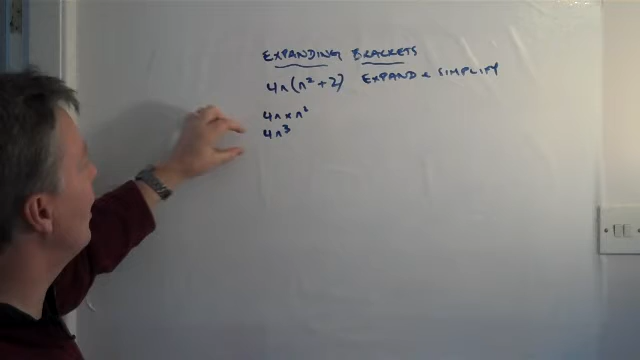 EXPANDING BRACKETS
4n(n²+2) EXPAND & SIMPLIFY
4n×n²
4n³